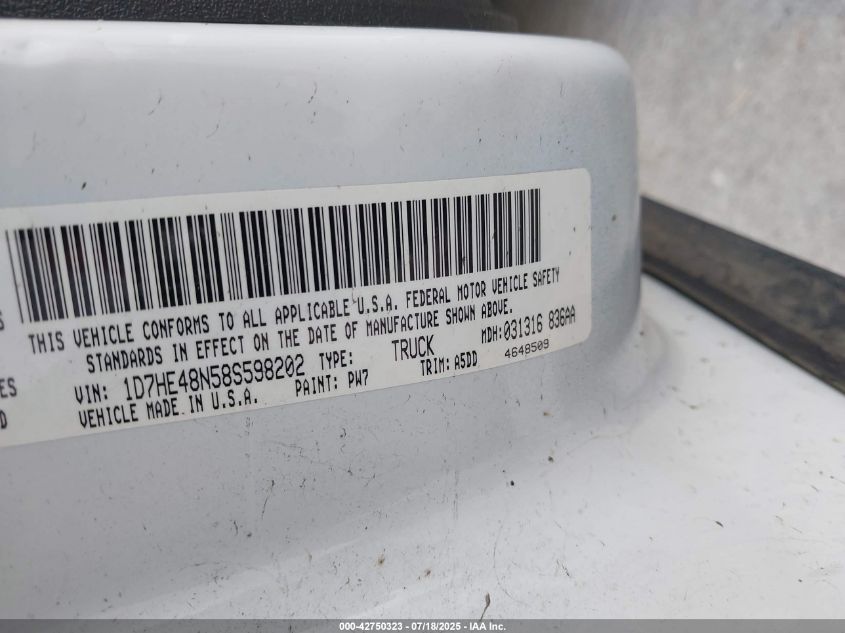 S
THIS VEHICLE CONFORMS TO ALL APPLICABLE U.S.A. FEDERAL MOTOR VEHICLE SAFETY
STANDARDS IN EFFECT ON THE DATE OF MANUFACTURE SHOWN ABOVE.
ES
VIN: 1D7HE48N58S598202 TYPE: TRUCK MDH:031316 836AA
D
VEHICLE MADE IN U.S.A. PAINT: PW7 TRIM: A5DD 4648509
000-42750323 - 07/18/2025 - IAA Inc.